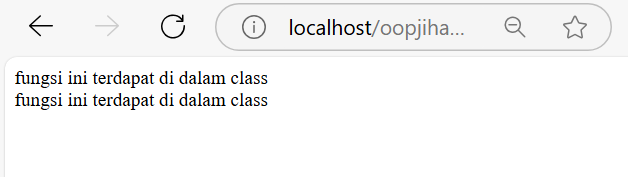 localhost/oopjiha...
fungsi ini terdapat di dalam class
fungsi ini terdapat di dalam class